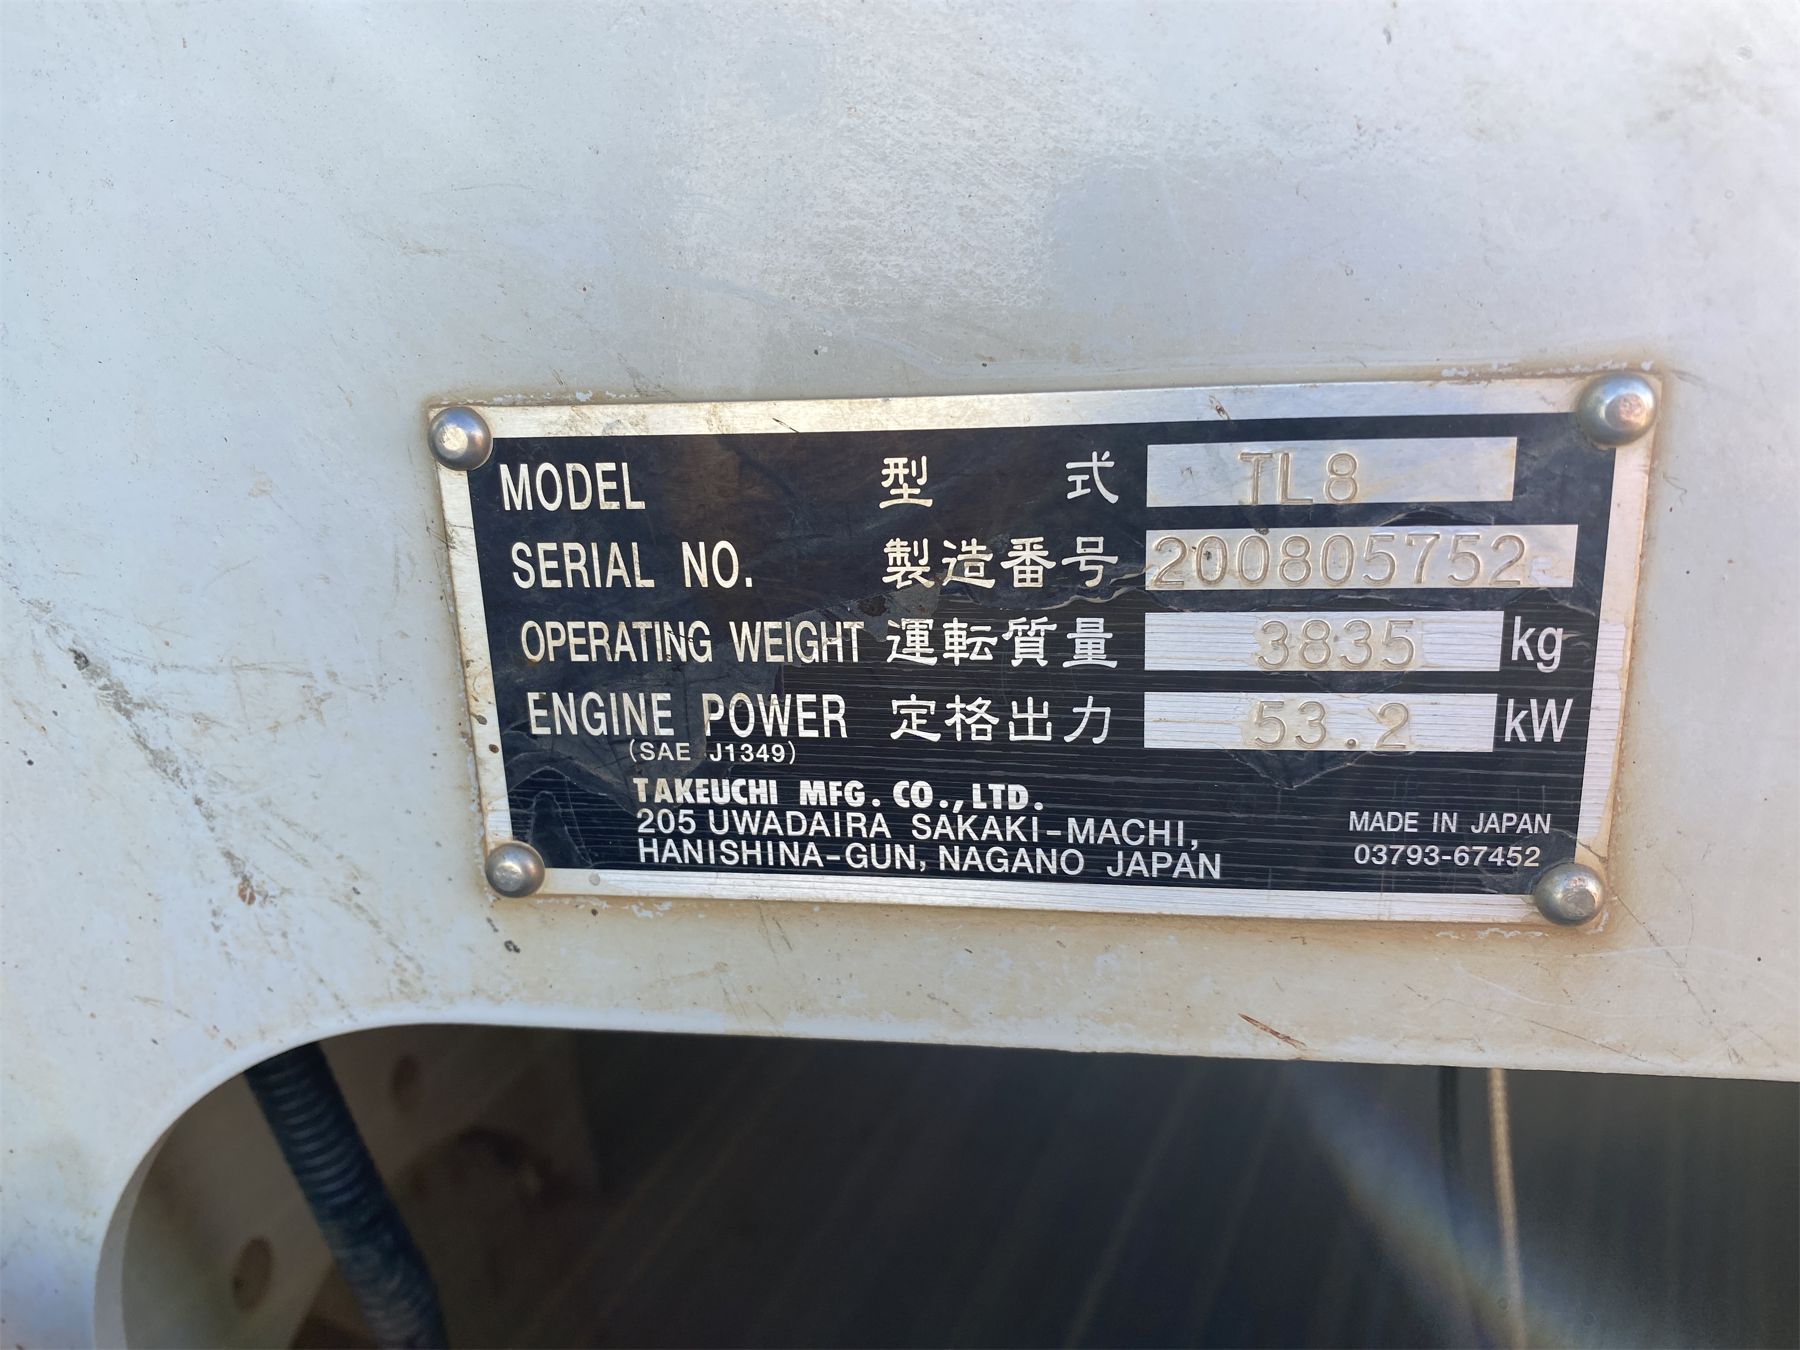 MODEL 型式 TL8
SERIAL NO. 製造番号 200805752
OPERATING WEIGHT 運転質量 3835 kg
ENGINE POWER 定格出力 53.2 kW
(SAE J1349)
TAKEUCHI MFG. CO., LTD.
205 UWADAIRA SAKAKI-MACHI,
HANISHINA-GUN, NAGANO JAPAN
MADE IN JAPAN
03793-67452